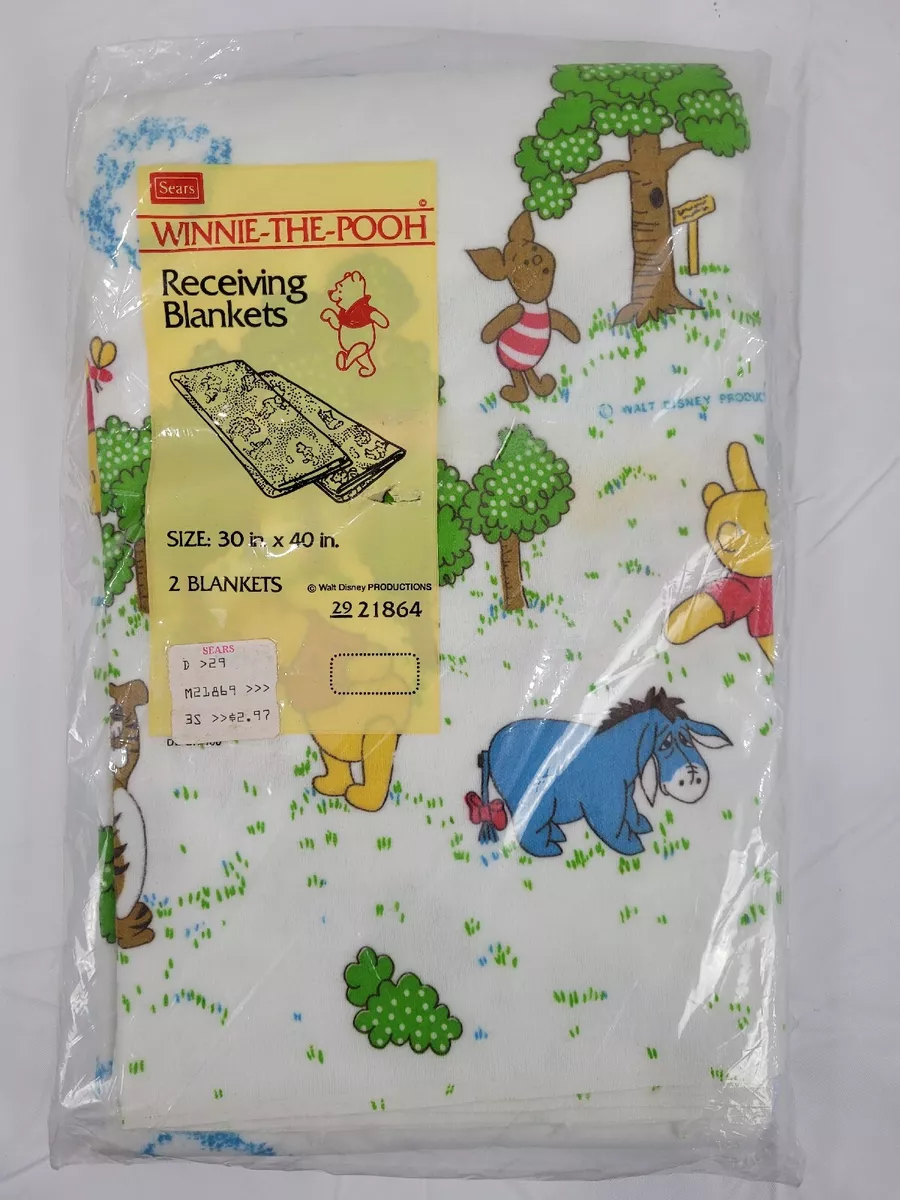 Sears
WINNIE-THE-POOH
Receiving
Blankets
SIZE: 30 in. x 40 in.
2 BLANKETS
© Walt Disney PRODUCTIONS
29 21864
SEARS
D >29
M21869 >>>
3S >>$2.97
© WALT DISNEY PRODUC